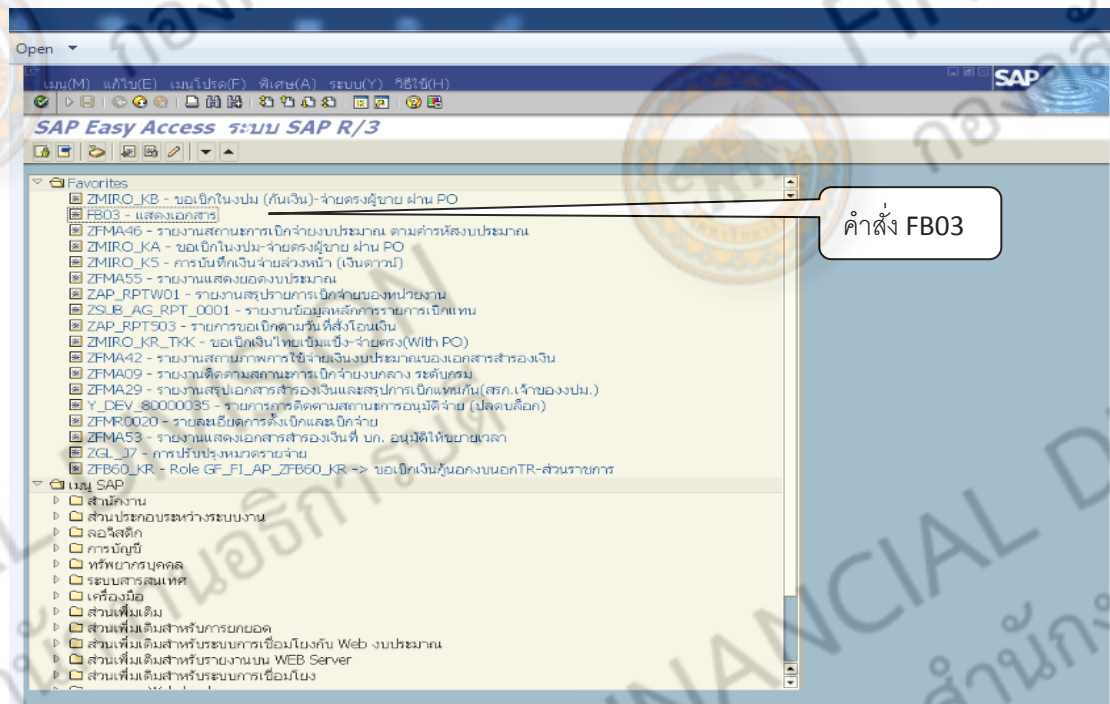 Open
เมนู(M) แก้ไข(E) เมนูโปรด(F) พิเศษ(A) ระบบ(Y) วิธีใช้(H)
SAP
SAP Easy Access ระบบ SAP R/3
Favorites
ZMIRO_KB - ขอเบิกในงปม (กันเงิน)-จ่ายตรงผู้ขาย ผ่าน PO
FB03 - แสดงเอกสาร
คำสั่ง FB03
ZFMA46 - รายงานสถานะการเบิกจ่ายงบประมาณ ตามค่ารหัสงบประมาณ
ZMIRO_KA - ขอเบิกในงปม-จ่ายตรงผู้ขาย ผ่าน PO
ZMIRO_K5 - การบันทึกเงินจ่ายล่วงหน้า (เงินดาวน์)
ZFMA55 - รายงานแสดงยอดงบประมาณ
ZAP_RPTW01 - รายงานสรุปรายการเบิกจ่ายของหน่วยงาน
ZSUB_AG_RPT_0001 - รายงานข้อมูลหลักการรายการเบิกแทน
ZAP_RPT503 - รายการขอเบิกตามวันที่สั่งโอนเงิน
ZMIRO_KR_TKK - ขอเบิกเงินไทยเข้มแข็ง-จ่ายตรง(With PO)
ZFMA42 - รายงานสถานภาพการใช้จ่ายเงินงบประมาณของเอกสารสำรองเงิน
ZFMA09 - รายงานติดตามสถานะการเบิกจ่ายงบกลาง ระดับกรม
ZFMA29 - รายงานสรุปเอกสารสำรองเงินและสรุปการเบิกแทนกัน(สรก.เจ้าของงปม.)
Y_DEV_80000035 - รายการการติดตามสถานะการอนุมัติจ่าย (ปลดบล็อก)
ZFMR0020 - รายละเอียดการตั้งเบิกและเบิกจ่าย
ZFMA53 - รายงานแสดงเอกสารสำรองเงินที่ บก. อนุมัติให้ขยายเวลา
ZGL_J7 - การปรับปรุงหมวดรายจ่าย
ZFB60_KR - Role GF_FI_AP_ZFB60_KR -> ขอเบิกเงินกู้นอกงบนอกTR-ส่วนราชการ
เมนู SAP
สำนักงาน
ส่วนประกอบระหว่างระบบงาน
ลอจิสติก
การบัญชี
ทรัพยากรบุคคล
ระบบสารสนเทศ
เครื่องมือ
ส่วนเพิ่มเติม
ส่วนเพิ่มเติมสำหรับการยกยอด
ส่วนเพิ่มเติมสำหรับระบบการเชื่อมโยงกับ Web งบประมาณ
ส่วนเพิ่มเติมสำหรับรายงานบน WEB Server
ส่วนเพิ่มเติมสำหรับระบบการเชื่อมโยง